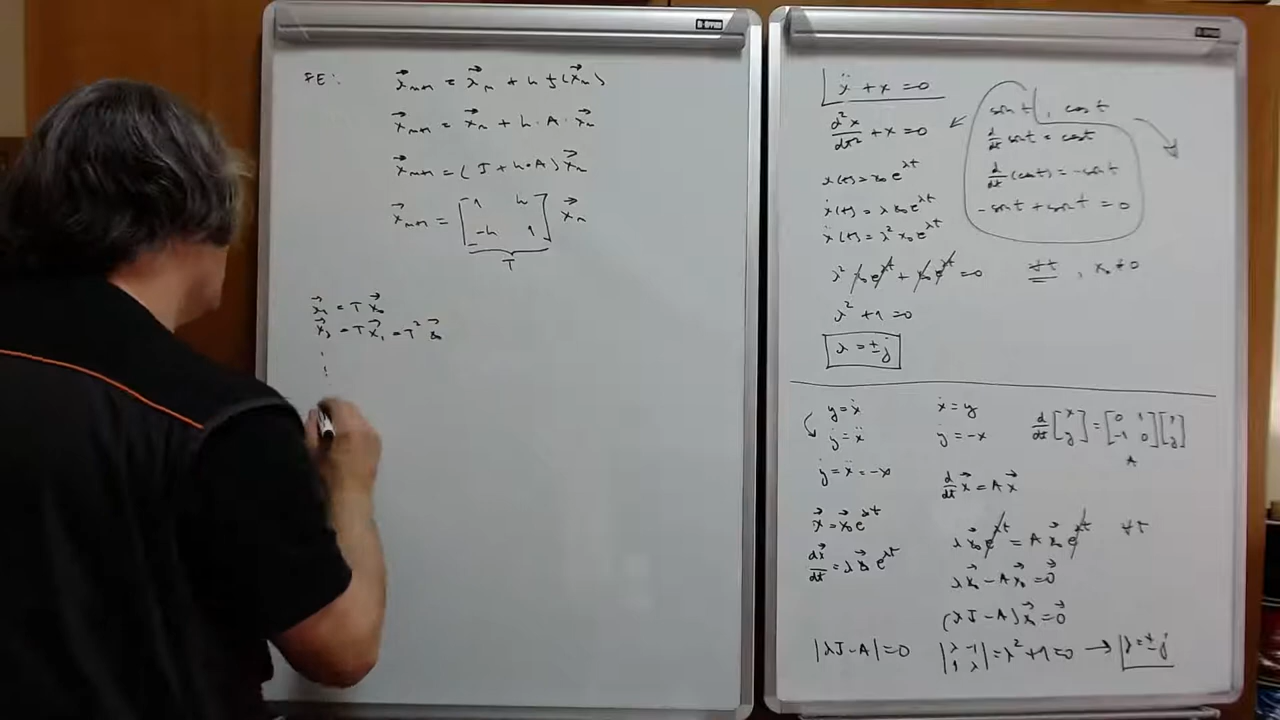 FE:
x⃗ₙ₊₁ = x⃗ₙ + h f(x⃗ₙ)
x⃗ₙ₊₁ = x⃗ₙ + h · A · x⃗ₙ
x⃗ₙ₊₁ = (I + h·A) x⃗ₙ
x⃗ₙ₊₁ = [1 h; -h 1] x⃗ₙ
T
x⃗₁ = T x⃗₀
x⃗₂ = T x⃗₁ = T² x⃗₀
ẍ + x = 0
d²x/dt² + x = 0
x(t) = x₀ e^λt
ẋ(t) = λ x₀ e^λt
ẍ(t) = λ² x₀ e^λt
λ² x₀ e^λt + x₀ e^λt = 0 ∀t, x₀ ≠ 0
λ² + 1 = 0
λ = ± j
sin t, cos t
d/dt sin t = cos t
d/dt (cos t) = -sin t
-sin t + sin t = 0
y = ẋ
ẏ = ẍ
ẏ = ẍ = -x
x⃗ = x⃗₀ e^λt
dx⃗/dt = λ x⃗₀ e^λt
ẋ = y
ẏ = -x
d/dt [x; y] = [0 1; -1 0] [x; y]
A
d/dt x⃗ = A x⃗
λ x⃗₀ e^λt = A x⃗₀ e^λt ∀t
λ x⃗₀ - A x⃗₀ = 0⃗
(λI - A) x⃗₀ = 0⃗
|λI - A| = 0
|λ -1; 1 λ| = λ² + 1 = 0 → λ = ± j